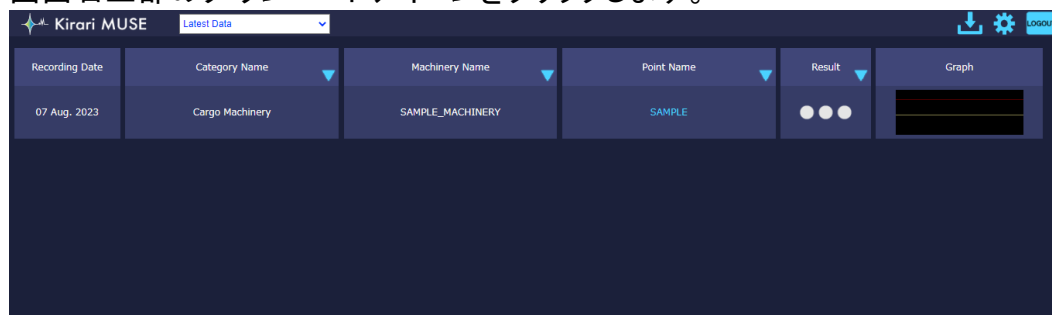 Kirari MUSE
Latest Data
LOGOUT
Recording Date Category Name Machinery Name Point Name Result Graph
07 Aug. 2023 Cargo Machinery SAMPLE_MACHINERY SAMPLE